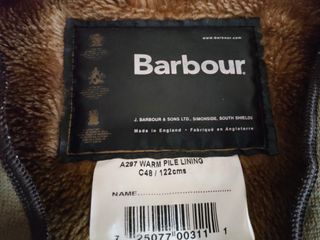 www.barbour.com
Barbour
J. BARBOUR & SONS LTD., SIMONSIDE, SOUTH SHIELDS
Made in England • Fabriqué en Angleterre
A297 WARM PILE LINING
C48 / 122cms
NAME
7 25077 00311 1